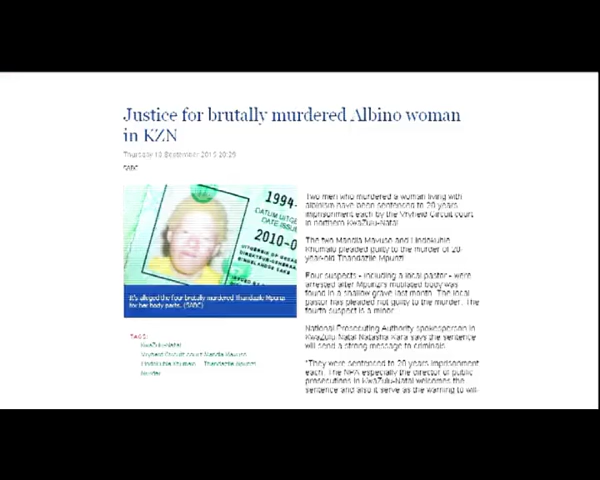 Justice for brutally murdered Albino woman
in KZN
Thursday 10 September 2015 20:29
SABC
1994-
DATUM UITGE
DATE ISSUE
2010-0
It's alleged the four brutally murdered Thandazile Mpunzi
for her body parts. (SABC)
TAGS:
KwaZulu-Natal
Vryheid Circuit court Mandla Mavuso
Thandazile Mpunzi
Murder
Two men who murdered a woman living with
albinism have been sentenced to 20 years
imprisonment each by the Vryheid Circuit court
in northern KwaZulu-Natal
The two Mandla Mavuso and Lindokuhle
Khumalo pleaded guilty to the murder of 20
year-old Thandazile Mpunzi
Four suspects - including a local pastor - were
arrested after Mpunzi's mutilated body was
found in a shallow grave last month. The local
pastor has pleaded not guilty to the murder. The
fourth suspect is a minor
National Prosecuting Authority spokesperson in
KwaZulu Natal Natasha Kara says the sentence
will send a strong message to criminals
"They were sentenced to 20 years imprisonment
each. The NPA especially the director of public
prosecutions in KwaZulu-Natal welcomes the
sentence and also it serve as the warning to will-